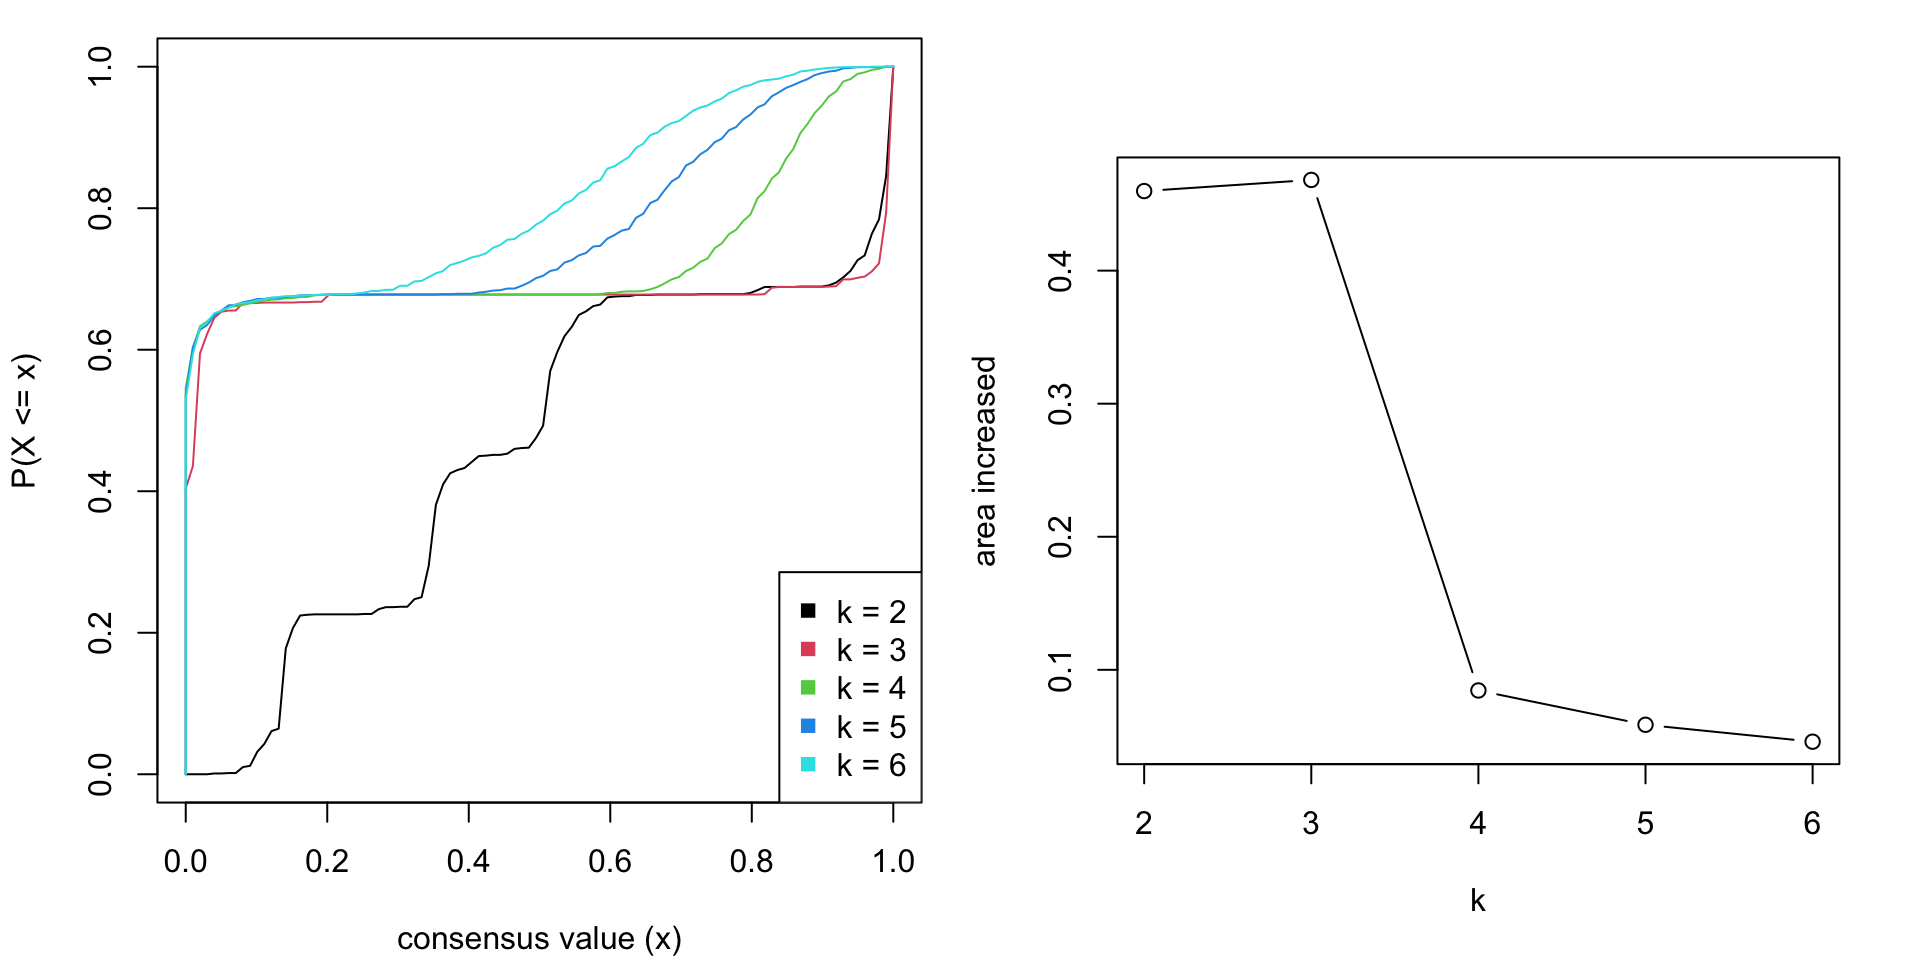 P(X <= x)
1.0
0.8
0.6
0.4
0.2
0.0
k = 2
k = 3
k = 4
k = 5
k = 6
0.0 0.2 0.4 0.6 0.8 1.0
consensus value (x)
area increased
0.4
0.3
0.2
0.1
2 3 4 5 6
k